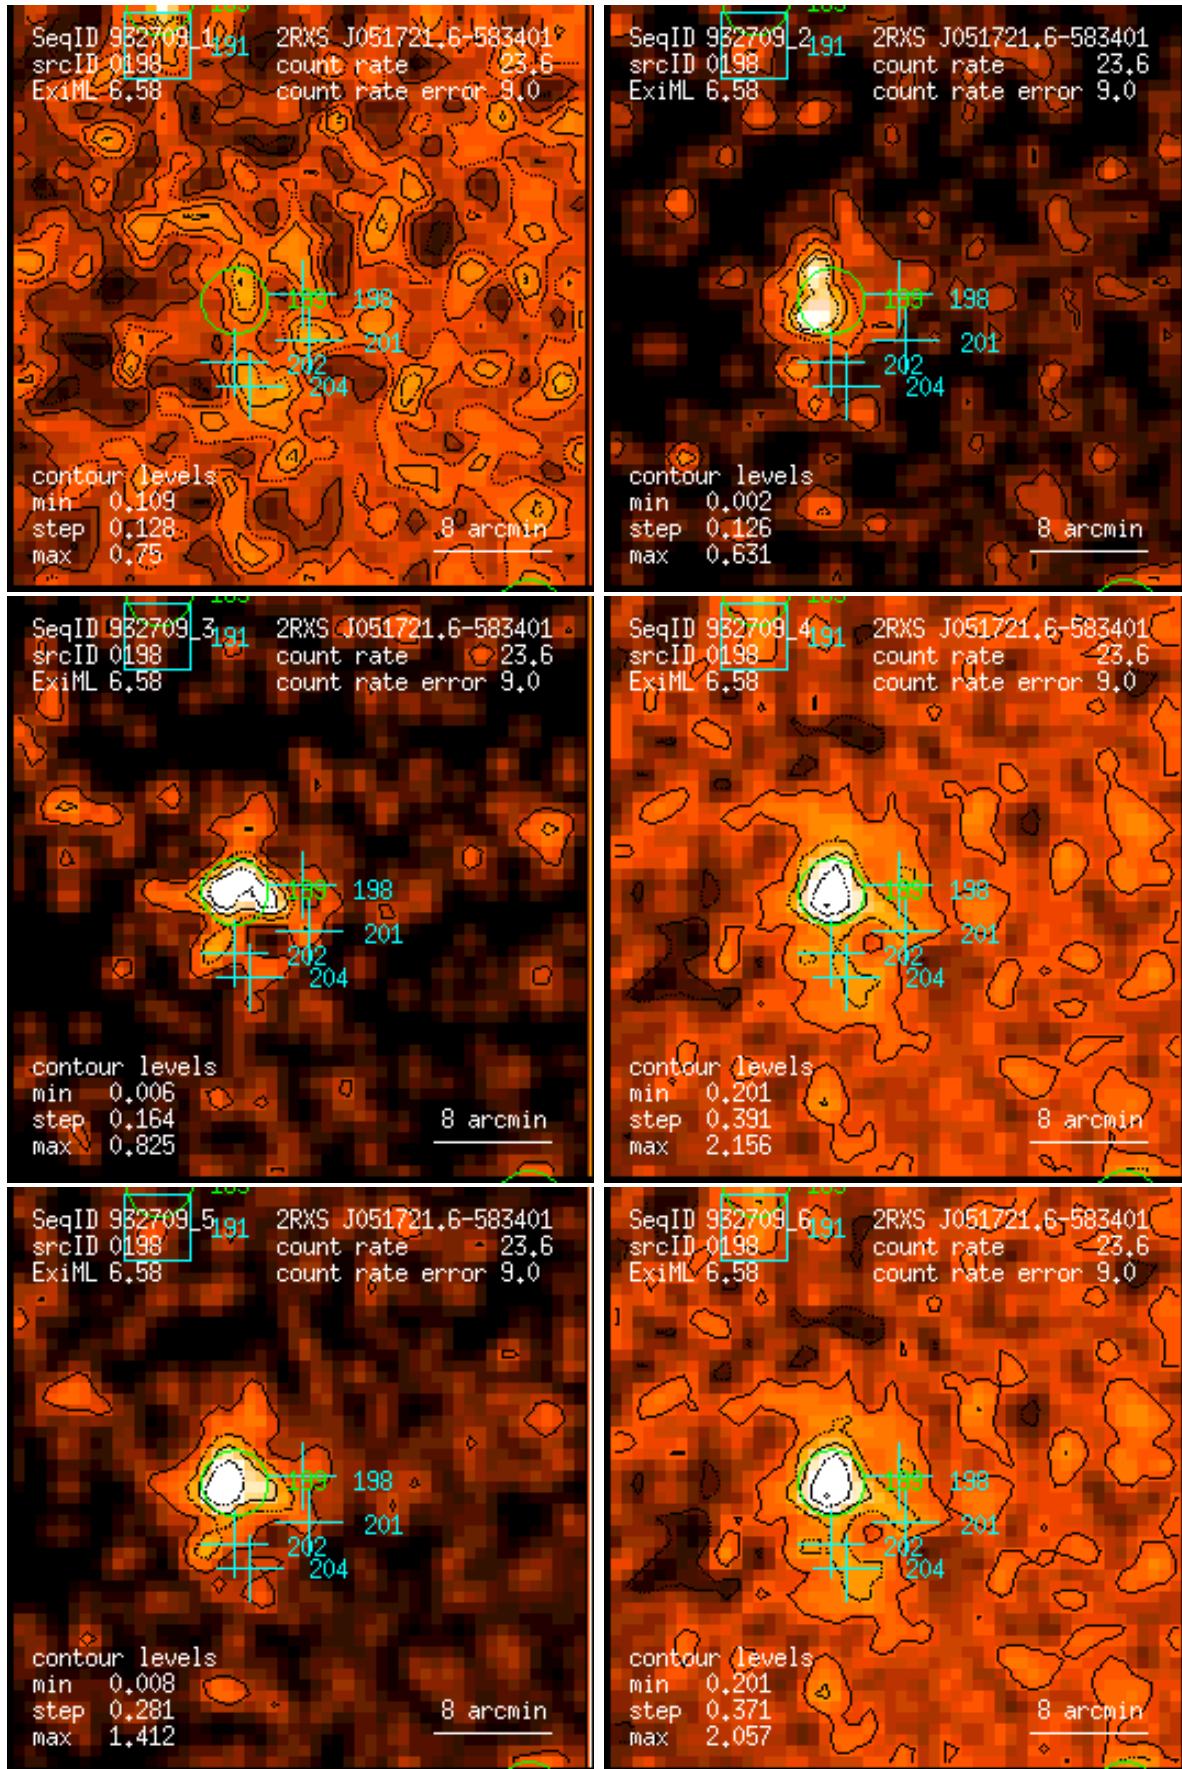 SeqID 932709_1 191 2RXS J051721.6-583401
srcID 0198 count rate 23.6
ExiML 6.58 count rate error 9.0
199 198
201
202
204
contour levels
min 0.109
step 0.128 8 arcmin
max 0.75
SeqID 932709_2 191 2RXS J051721.6-583401
srcID 0198 count rate 23.6
ExiML 6.58 count rate error 9.0
199 198
201
202
204
contour levels
min 0.002
step 0.126 8 arcmin
max 0.631
SeqID 932709_3 191 2RXS J051721.6-583401
srcID 0198 count rate 23.6
ExiML 6.58 count rate error 9.0
199 198
201
202
204
contour levels
min 0.006
step 0.164 8 arcmin
max 0.825
SeqID 932709_4 191 2RXS J051721.6-583401
srcID 0198 count rate 23.6
ExiML 6.58 count rate error 9.0
199 198
201
202
204
contour levels
min 0.201
step 0.391 8 arcmin
max 2.156
SeqID 932709_5 191 2RXS J051721.6-583401
srcID 0198 count rate 23.6
ExiML 6.58 count rate error 9.0
199 198
201
202
204
contour levels
min 0.008
step 0.281 8 arcmin
max 1.412
SeqID 932709_6 191 2RXS J051721.6-583401
srcID 0198 count rate 23.6
ExiML 6.58 count rate error 9.0
199 198
201
202
204
contour levels
min 0.201
step 0.371 8 arcmin
max 2.057